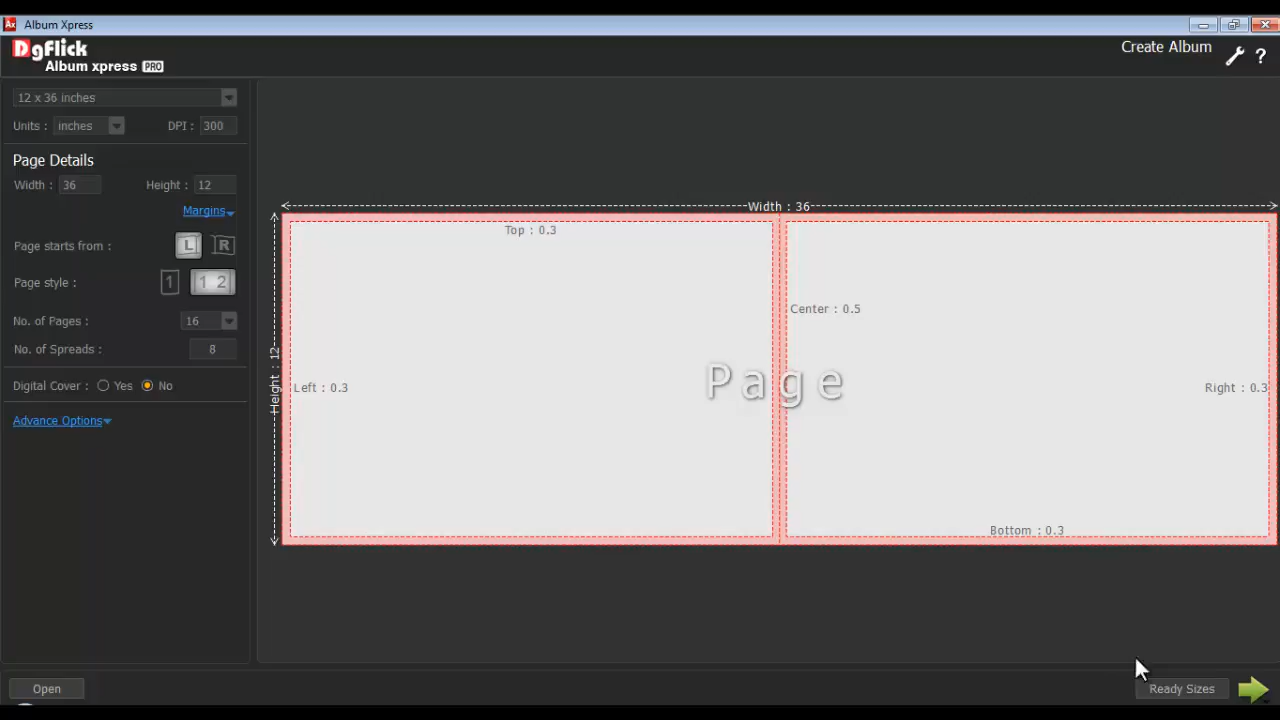 Ax Album Xpress
DgFlick
Album xpress PRO
Create Album
?
12 x 36 inches
Units : inches DPI : 300
Page Details
Width : 36 Height : 12
Margins
Page starts from : L R
Page style : 1 1 2
No. of Pages : 16
No. of Spreads : 8
Digital Cover : Yes No
Advance Options
Width : 36
Height : 12
Top : 0.3
Center : 0.5
Page
Left : 0.3
Right : 0.3
Bottom : 0.3
Open
Ready Sizes